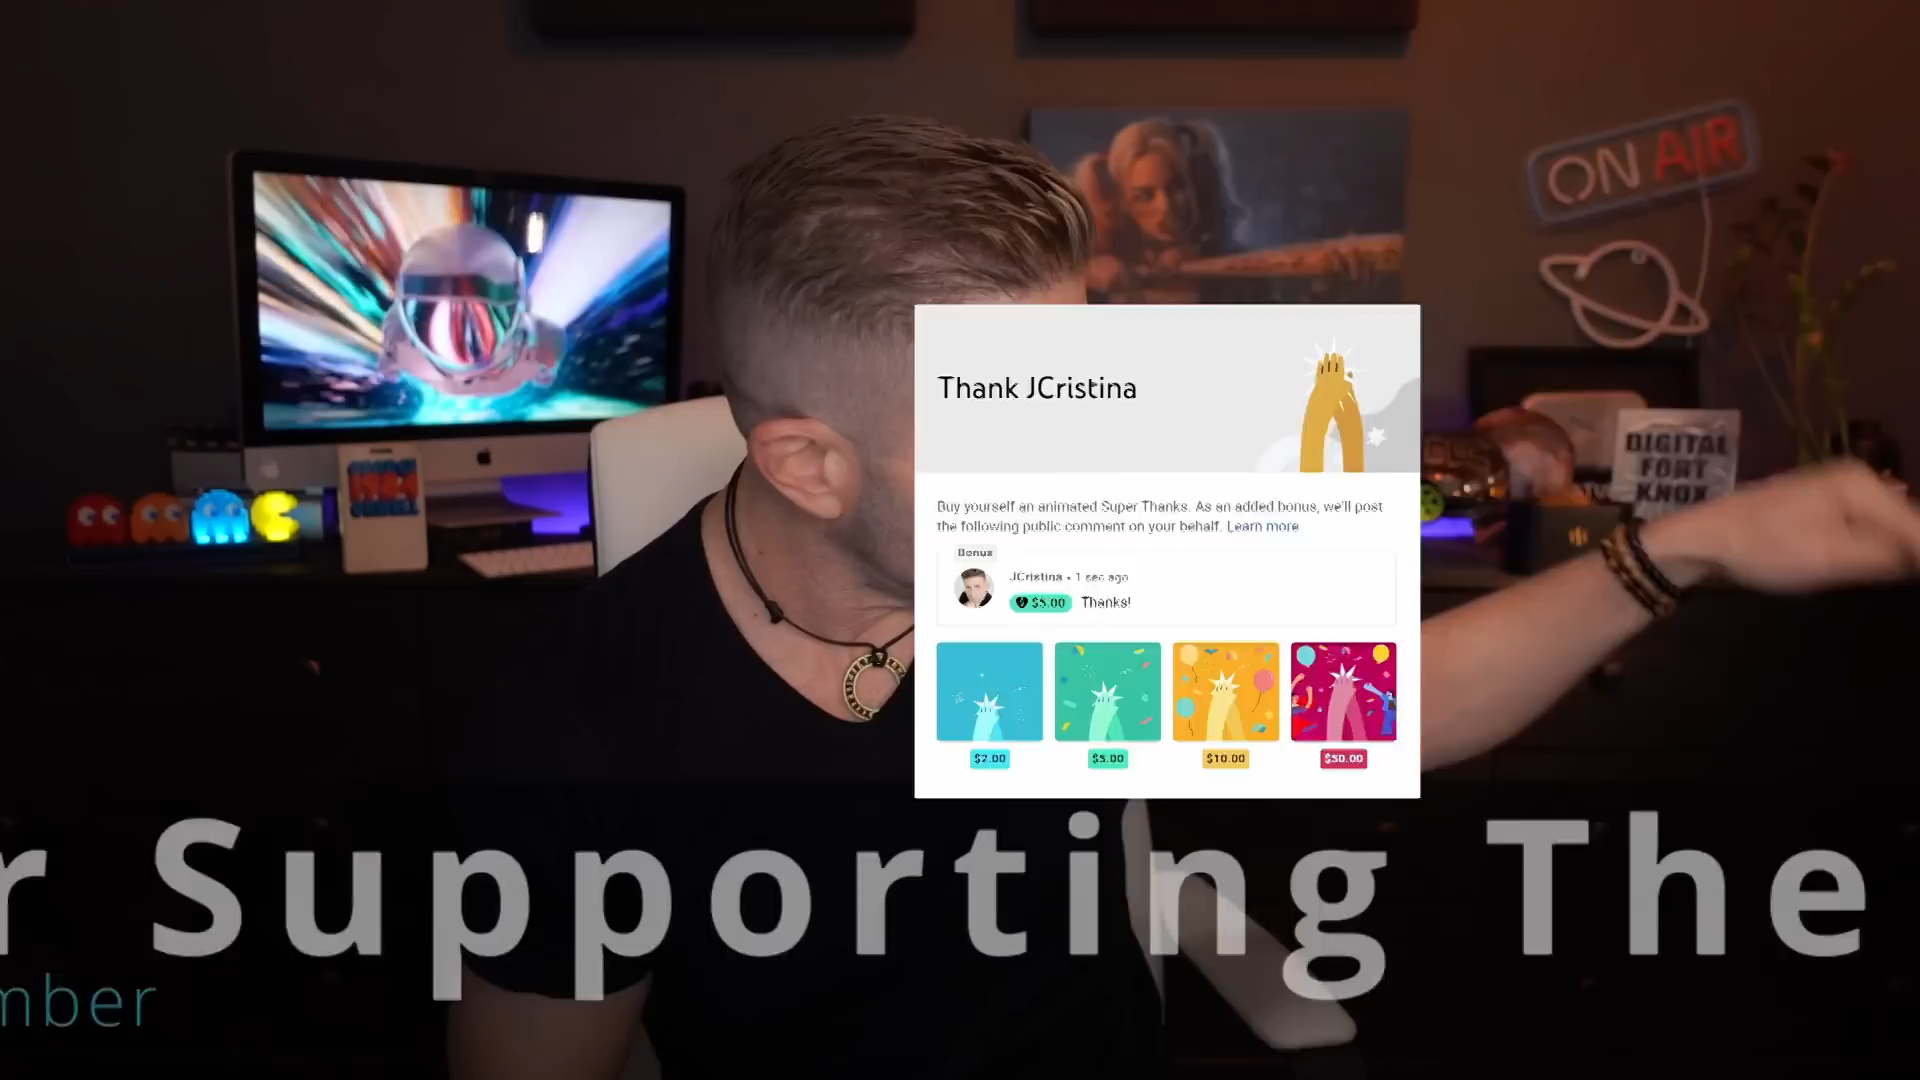 ON AIR
1984
DIGITAL
FORT
KNOX
Thank JCristina
Buy yourself an animated Super Thanks. As an added bonus, we'll post
the following public comment on your behalf. Learn more
Bonus
JCristina • 1 sec ago
$5.00 Thanks!
$2.00 $5.00 $10.00 $50.00
r Supporting The
mber